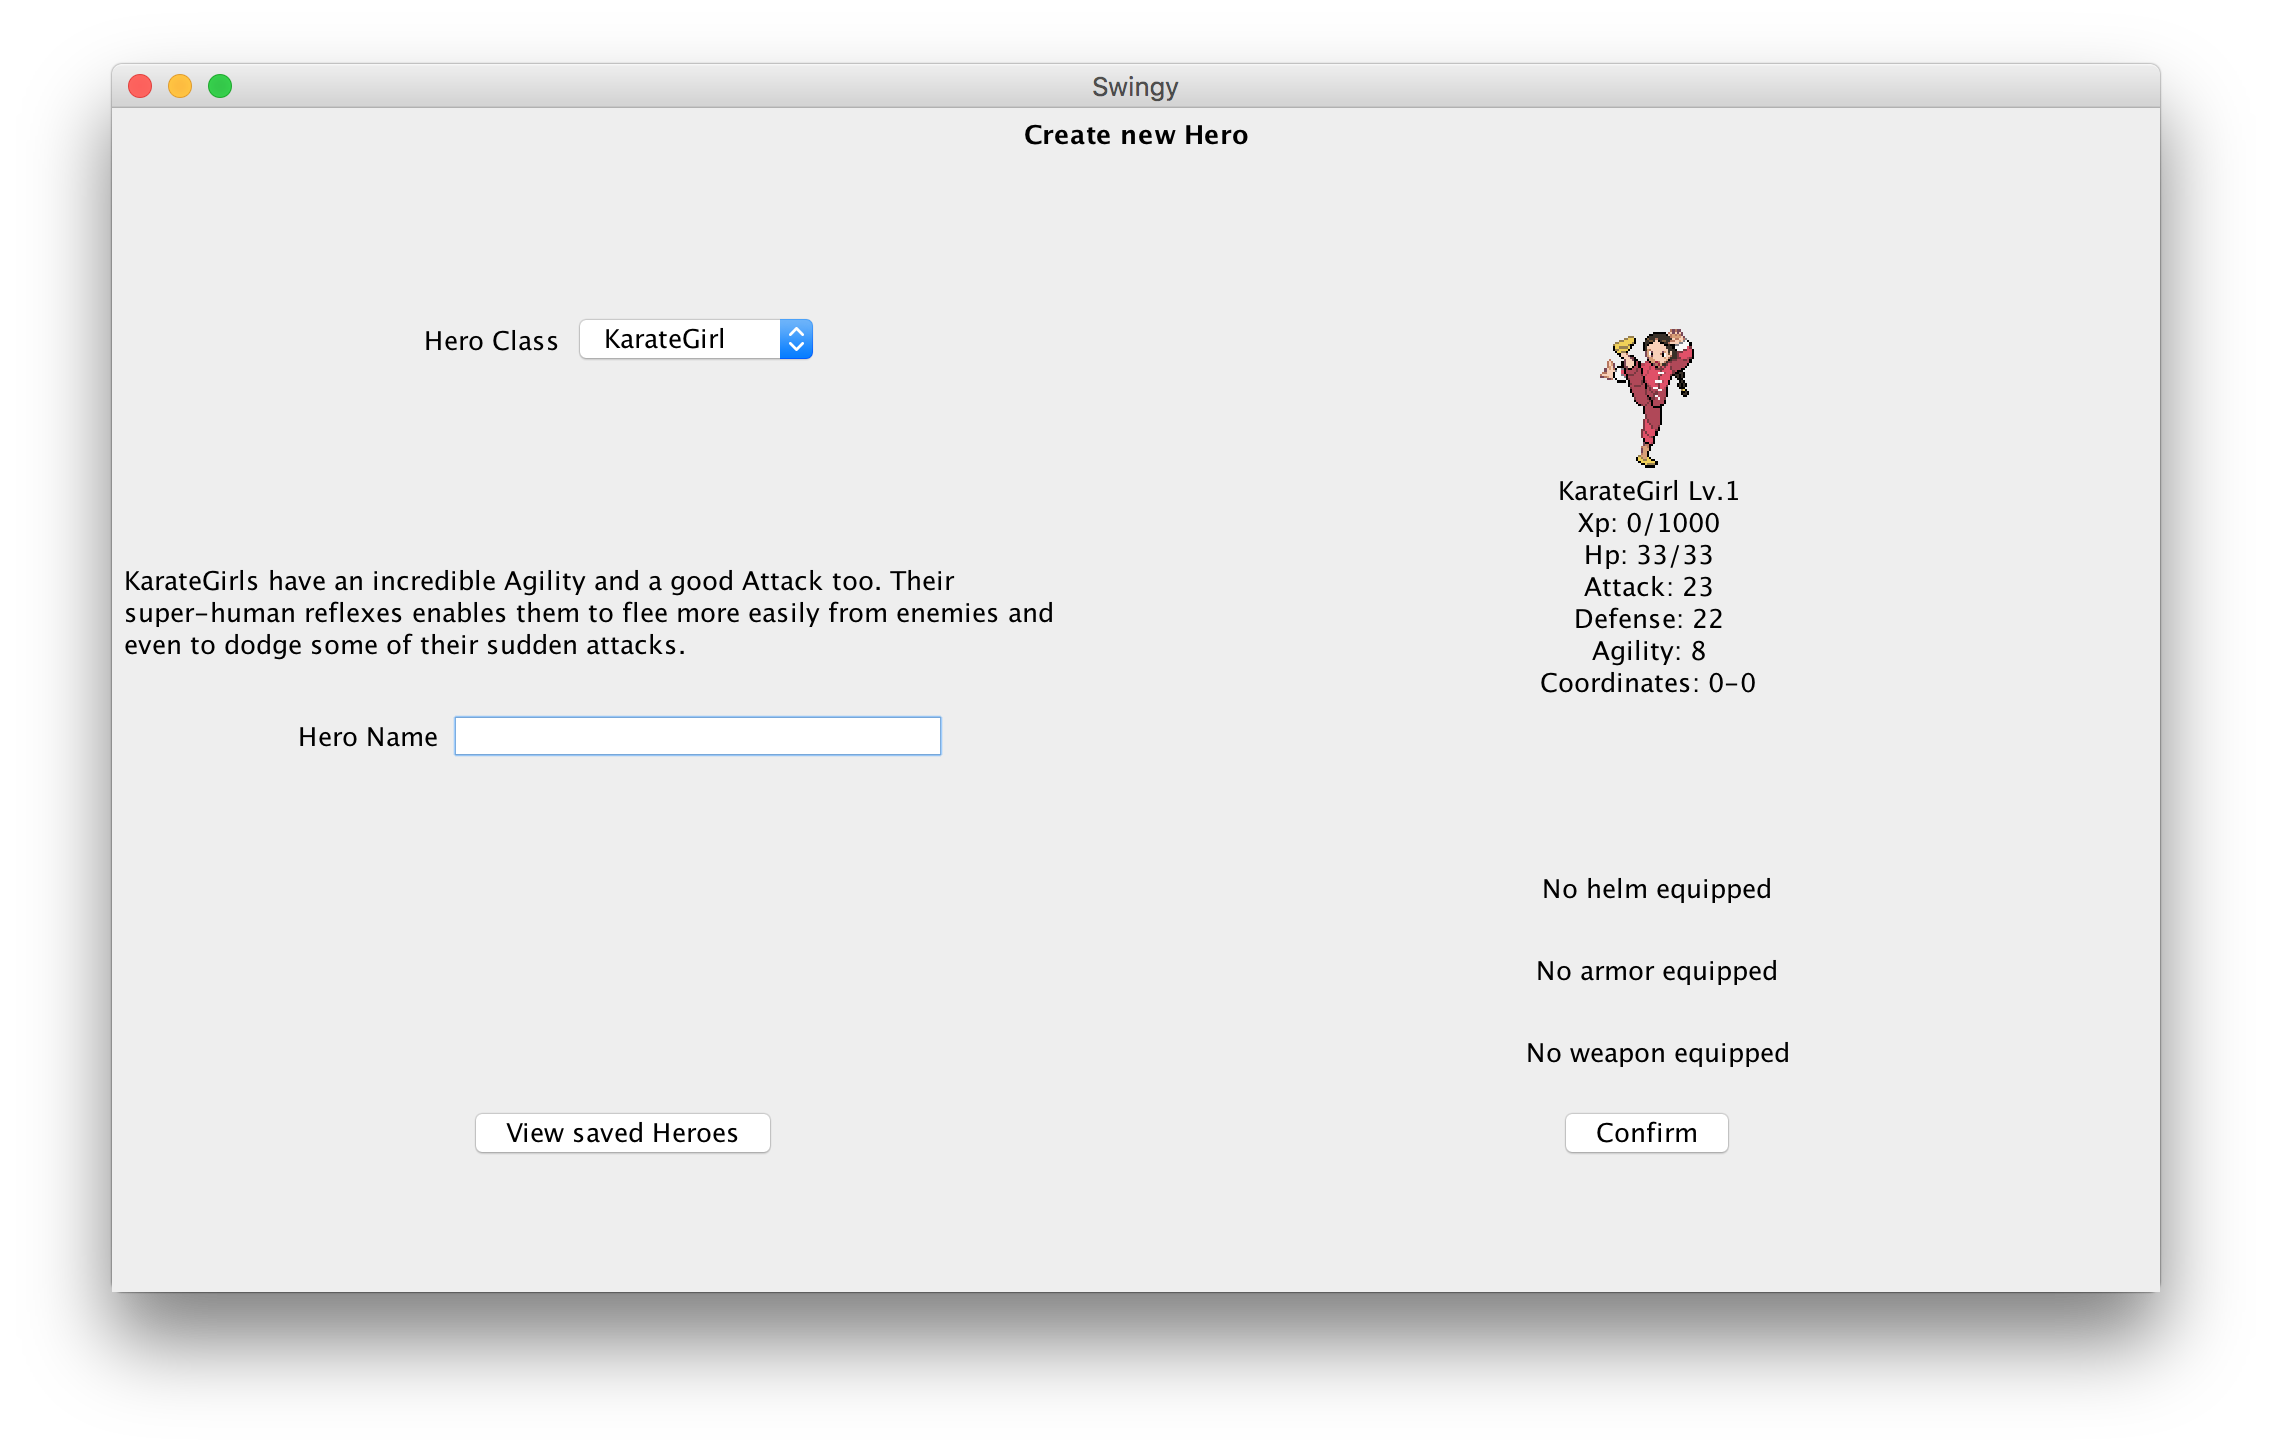 Swingy
Create new Hero
Hero Class
KarateGirl
KarateGirls have an incredible Agility and a good Attack too. Their
super-human reflexes enables them to flee more easily from enemies and
even to dodge some of their sudden attacks.
Hero Name
View saved Heroes
KarateGirl Lv.1
Xp: 0/1000
Hp: 33/33
Attack: 23
Defense: 22
Agility: 8
Coordinates: 0-0
No helm equipped
No armor equipped
No weapon equipped
Confirm